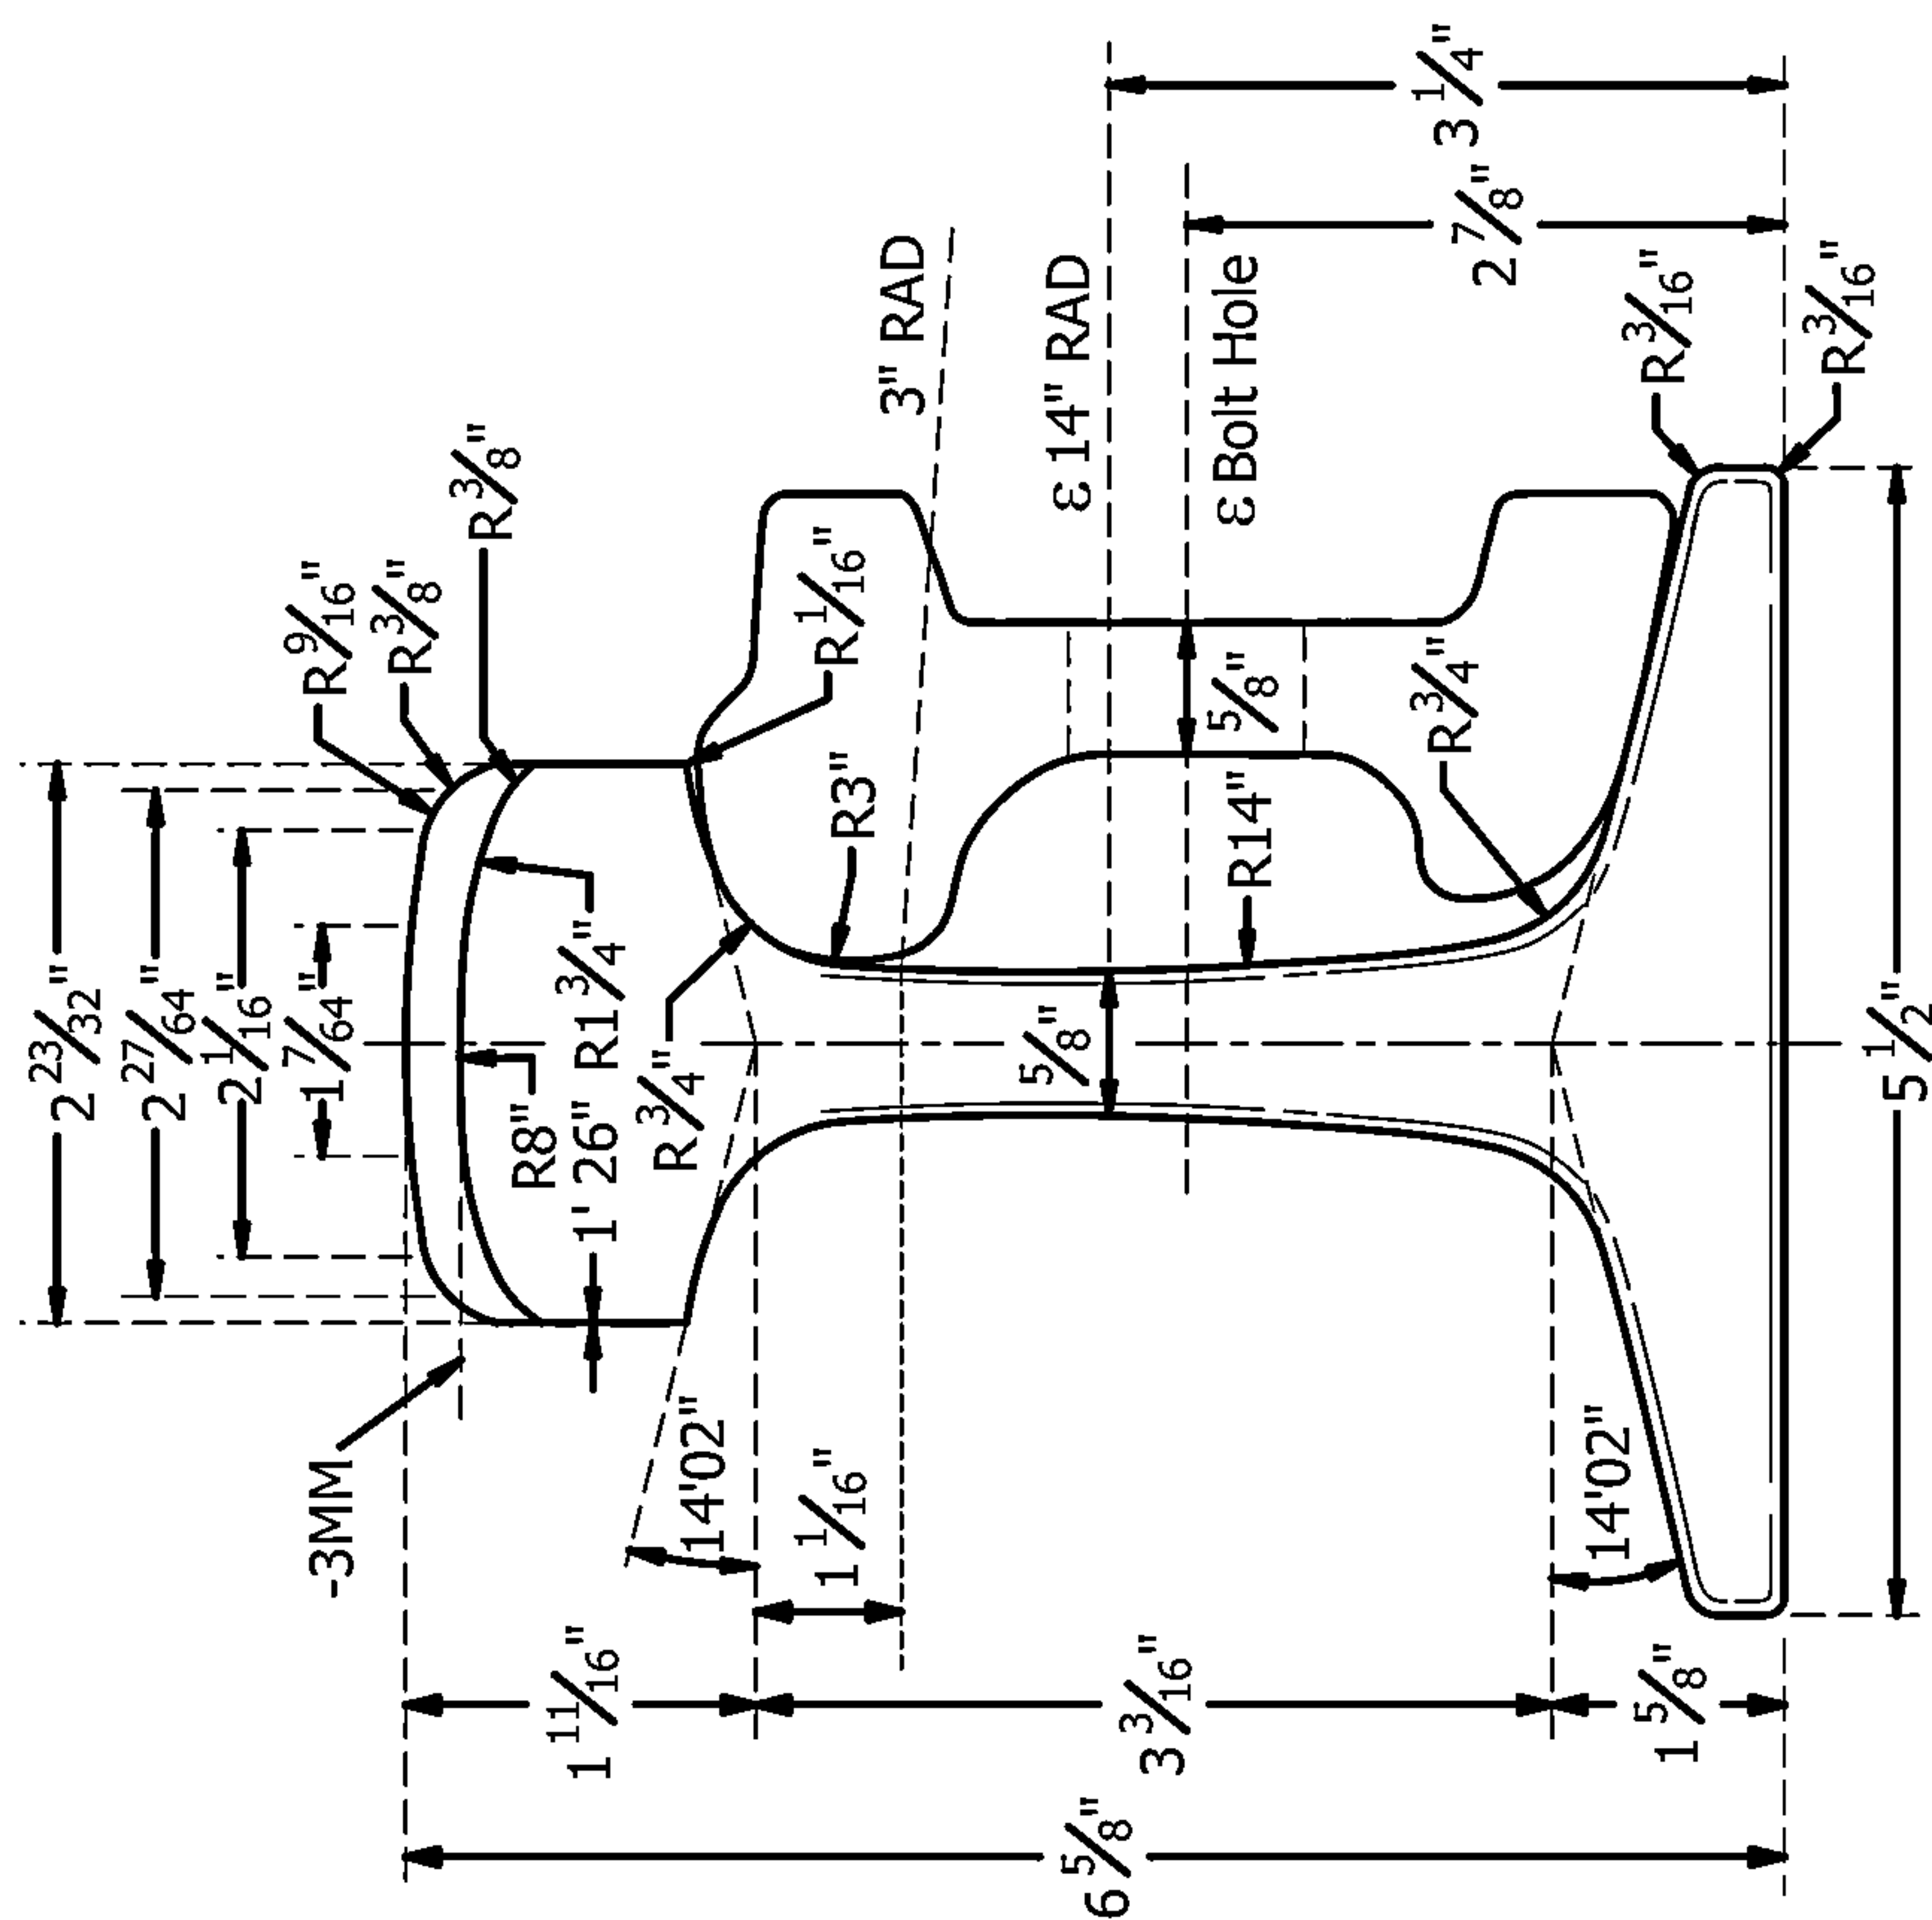 2 23/32"
2 27/64"
2 1/16"
1 7/64"
R 9/16"
R 3/8"
R 3/8"
-3MM
R8"
1' 26" R1 3/4"
R 3/4"
R3"
R 1/16"
3" RAD
ε 14" RAD
ε Bolt Hole
3 1/4"
2 7/8"
5/8"
5/8"
R14"
R 3/4"
R 3/16"
R 3/16"
14'02"
1 1/16"
14'02"
1 11/16"
3 3/16"
1 5/8"
6 5/8"
5 1/2"